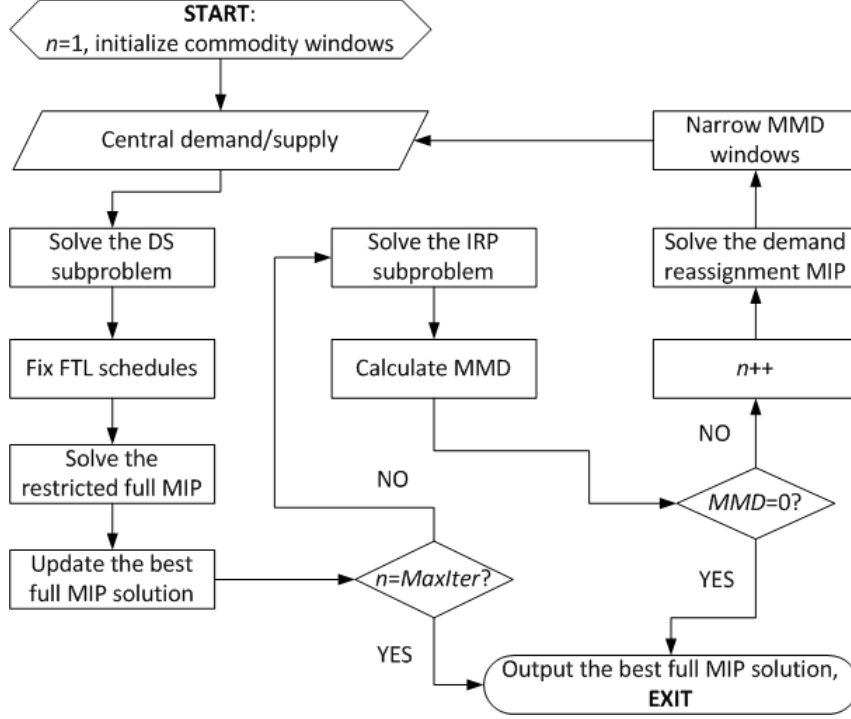 START:
n=1, initialize commodity windows
Central demand/supply
Narrow MMD
windows
Solve the DS
subproblem
Solve the IRP
subproblem
Solve the demand
reassignment MIP
Fix FTL schedules
Calculate MMD
n++
NO
Solve the
restricted full MIP
NO
MMD=0?
Update the best
full MIP solution
n=MaxIter?
YES
YES
Output the best full MIP solution,
EXIT